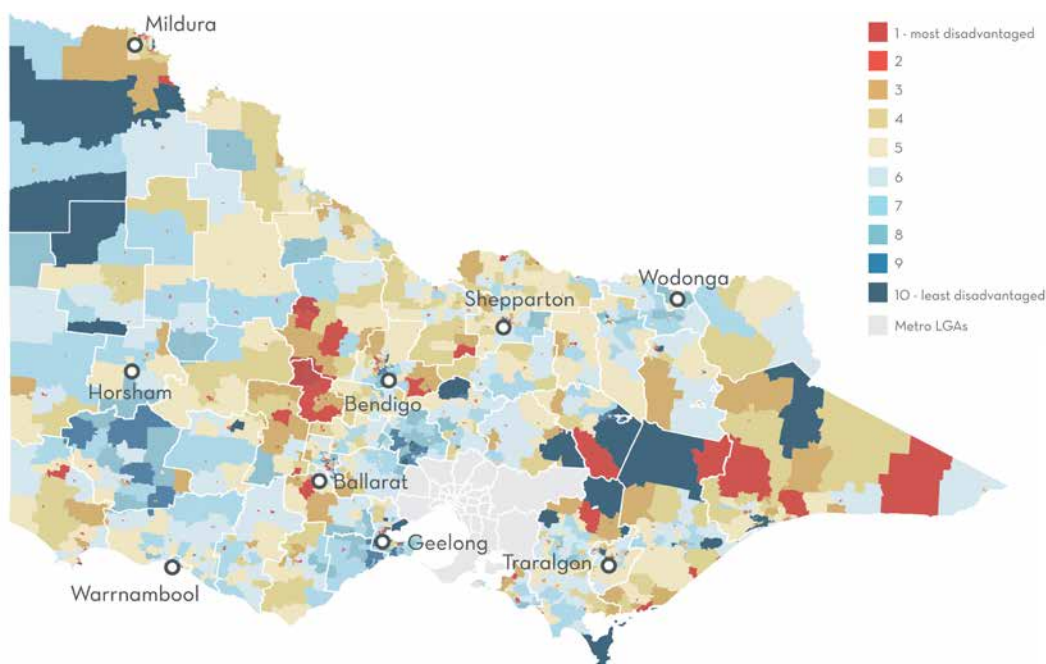 Mildura
Wodonga
Shepparton
Horsham
Bendigo
Ballarat
Geelong
Traralgon
Warrnambool
1 - most disadvantaged
2
3
4
5
6
7
8
9
10 - least disadvantaged
Metro LGAs